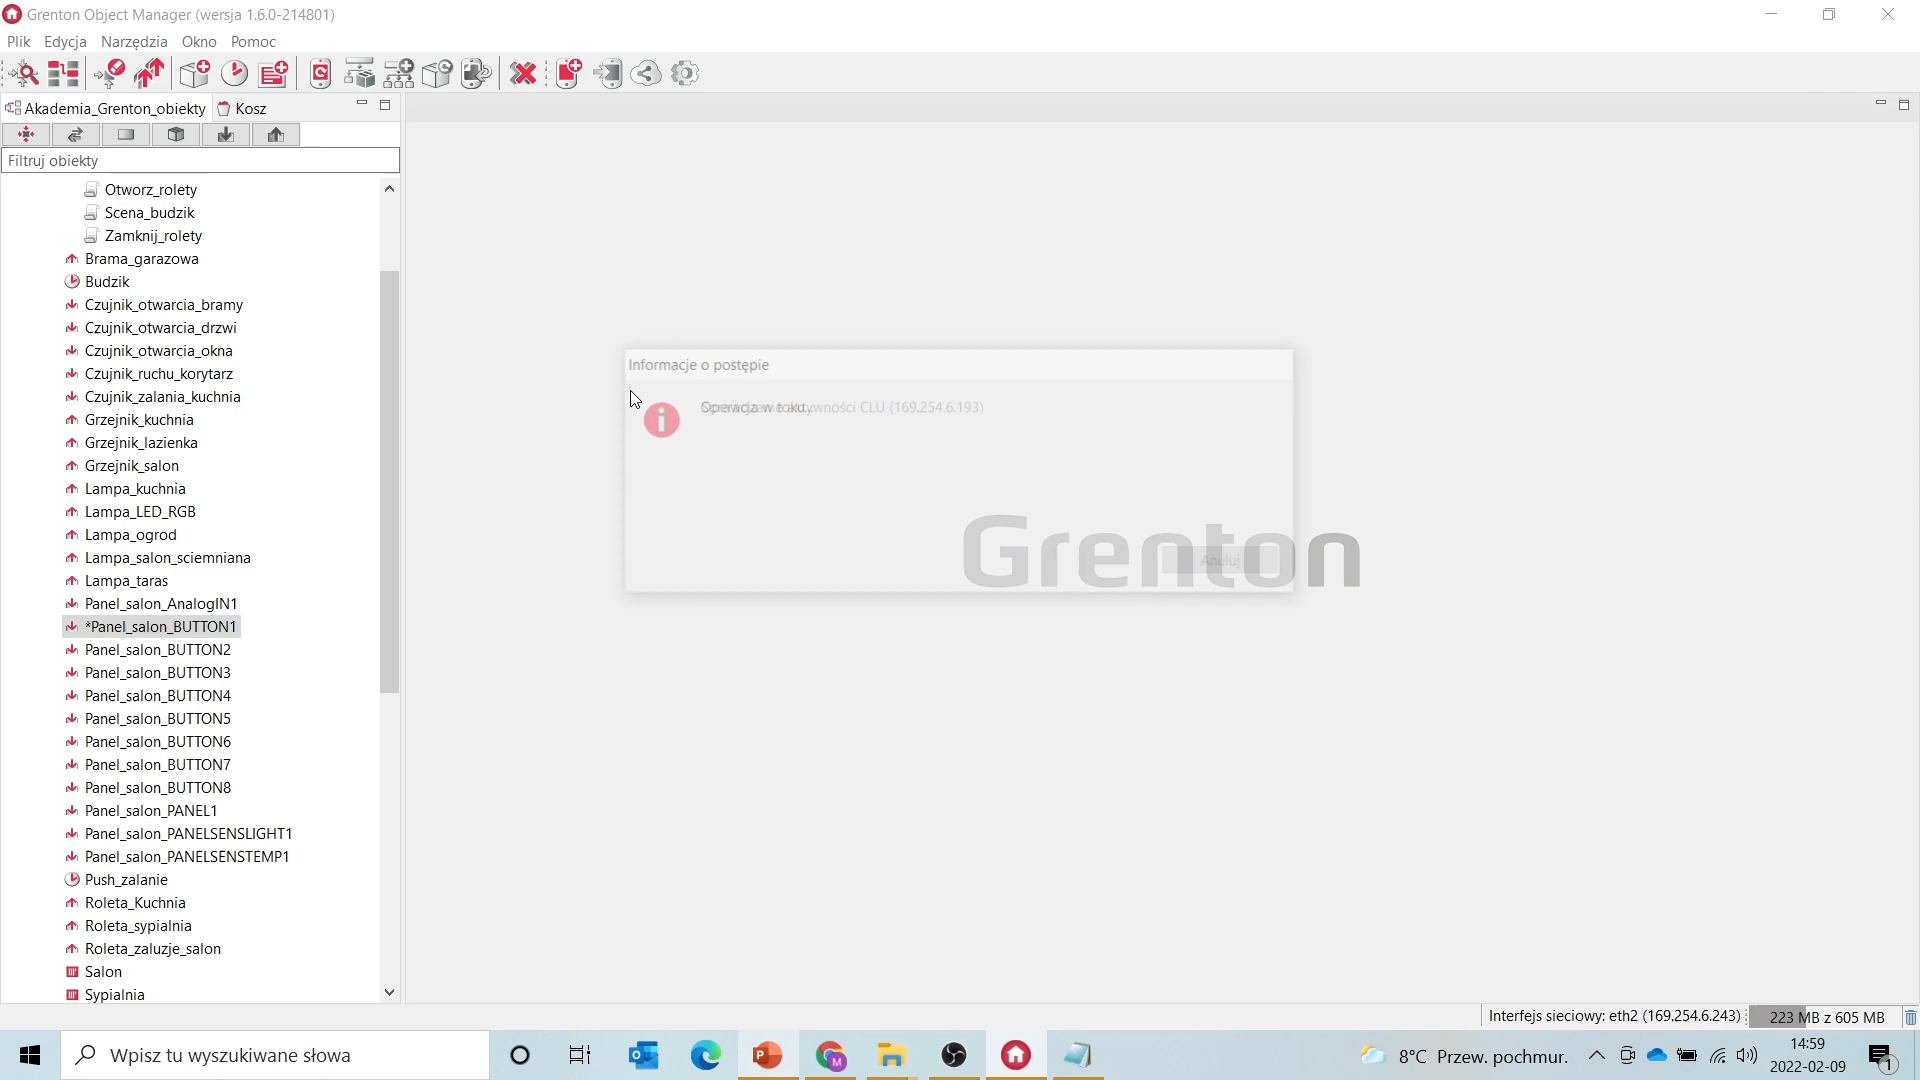 Grenton Object Manager (wersja 1.6.0-214801)
Plik Edycja Narzędzia Okno Pomoc
Akademia_Grenton_obiekty Kosz
Filtruj obiekty
Otworz_rolety
Scena_budzik
Zamknij_rolety
Brama_garazowa
Budzik
Czujnik_otwarcia_bramy
Czujnik_otwarcia_drzwi
Czujnik_otwarcia_okna
Czujnik_ruchu_korytarz
Czujnik_zalania_kuchnia
Grzejnik_kuchnia
Grzejnik_lazienka
Grzejnik_salon
Lampa_kuchnia
Lampa_LED_RGB
Lampa_ogrod
Lampa_salon_sciemniana
Lampa_taras
Panel_salon_AnalogIN1
*Panel_salon_BUTTON1
Panel_salon_BUTTON2
Panel_salon_BUTTON3
Panel_salon_BUTTON4
Panel_salon_BUTTON5
Panel_salon_BUTTON6
Panel_salon_BUTTON7
Panel_salon_BUTTON8
Panel_salon_PANEL1
Panel_salon_PANELSENSLIGHT1
Panel_salon_PANELSENSTEMP1
Push_zalanie
Roleta_Kuchnia
Roleta_sypialnia
Roleta_zaluzje_salon
Salon
Sypialnia
Informacje o postępie
CLU (169.254.6.193)
Anuluj
Grenton
Interfejs sieciowy: eth2 (169.254.6.243) 223 MB z 605 MB
Wpisz tu wyszukiwane słowa
8°C Przew. pochmur.
14:59
2022-02-09
1